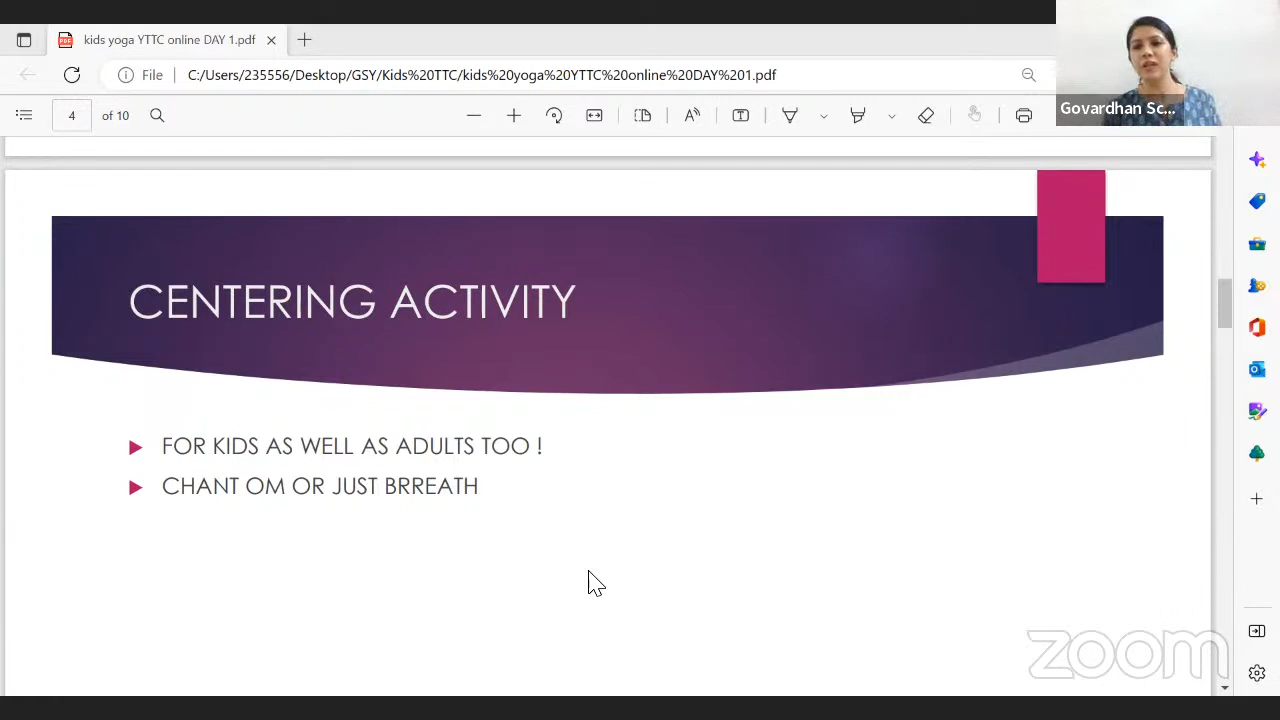 kids yoga YTTC online DAY 1.pdf
File
C:/Users/235556/Desktop/GSY/Kids%20TTC/kids%20yoga%20YTTC%20online%20DAY%201.pdf
Govardhan Sc...
4 of 10
CENTERING ACTIVITY
FOR KIDS AS WELL AS ADULTS TOO !
CHANT OM OR JUST BRREATH
zoom